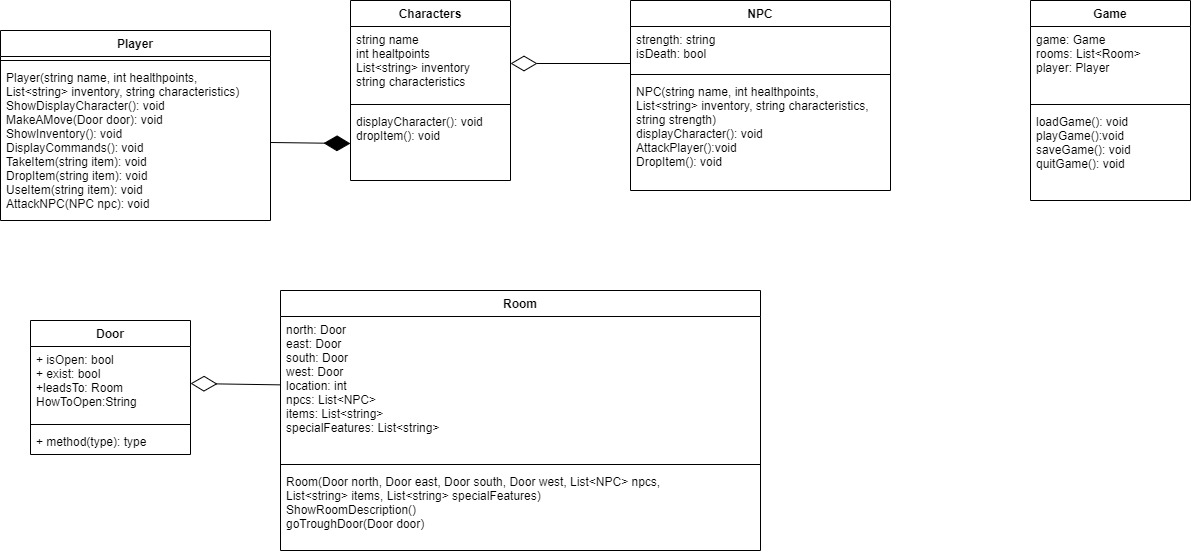 Player
Player(string name, int healthpoints,
List<string> inventory, string characteristics)
ShowDisplayCharacter(): void
MakeAMove(Door door): void
ShowInventory(): void
DisplayCommands(): void
TakeItem(string item): void
DropItem(string item): void
UseItem(string item): void
AttackNPC(NPC npc): void
Characters
string name
int healtpoints
List<string> inventory
string characteristics
displayCharacter(): void
dropItem(): void
NPC
strength: string
isDeath: bool
NPC(string name, int healthpoints,
List<string> inventory, string characteristics,
string strength)
displayCharacter(): void
AttackPlayer():void
DropItem(): void
Game
game: Game
rooms: List<Room>
player: Player
loadGame(): void
playGame():void
saveGame(): void
quitGame(): void
Door
+ isOpen: bool
+ exist: bool
+leadsTo: Room
HowToOpen:String
+ method(type): type
Room
north: Door
east: Door
south: Door
west: Door
location: int
npcs: List<NPC>
items: List<string>
specialFeatures: List<string>
Room(Door north, Door east, Door south, Door west, List<NPC> npcs,
List<string> items, List<string> specialFeatures)
ShowRoomDescription()
goTroughDoor(Door door)